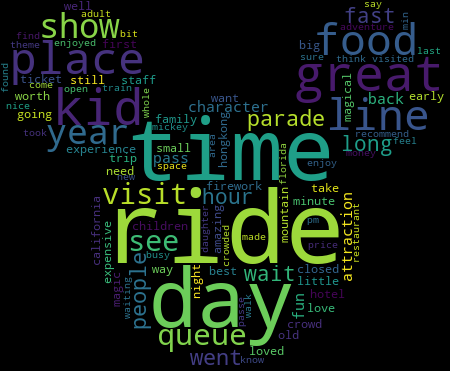 adult
well
bit
fast
say
show
adventure
min
enjoyed
find
first
food
big
last
theme
place
found
ticket
still
staff
sure
think
visited
come
open
train
great
nice
worth
kid
whole
want
magical
back
early
going
character
line
recommend
took
year
mickey
time
family
hongkong
parade
long
feel
experience
small
area
enjoy
money
trip
pass
space
florida
need
new
firework
visit
hour
take
california
children
daughter
amazing
crowded
made
ride
mountain
minute
pm
price
restaurant
attraction
see
expensive
people
busy
way
best
closed
magic
night
wait
little
waiting
day
passe
walk
fun
hotel
love
queue
crowd
old
went
loved
know